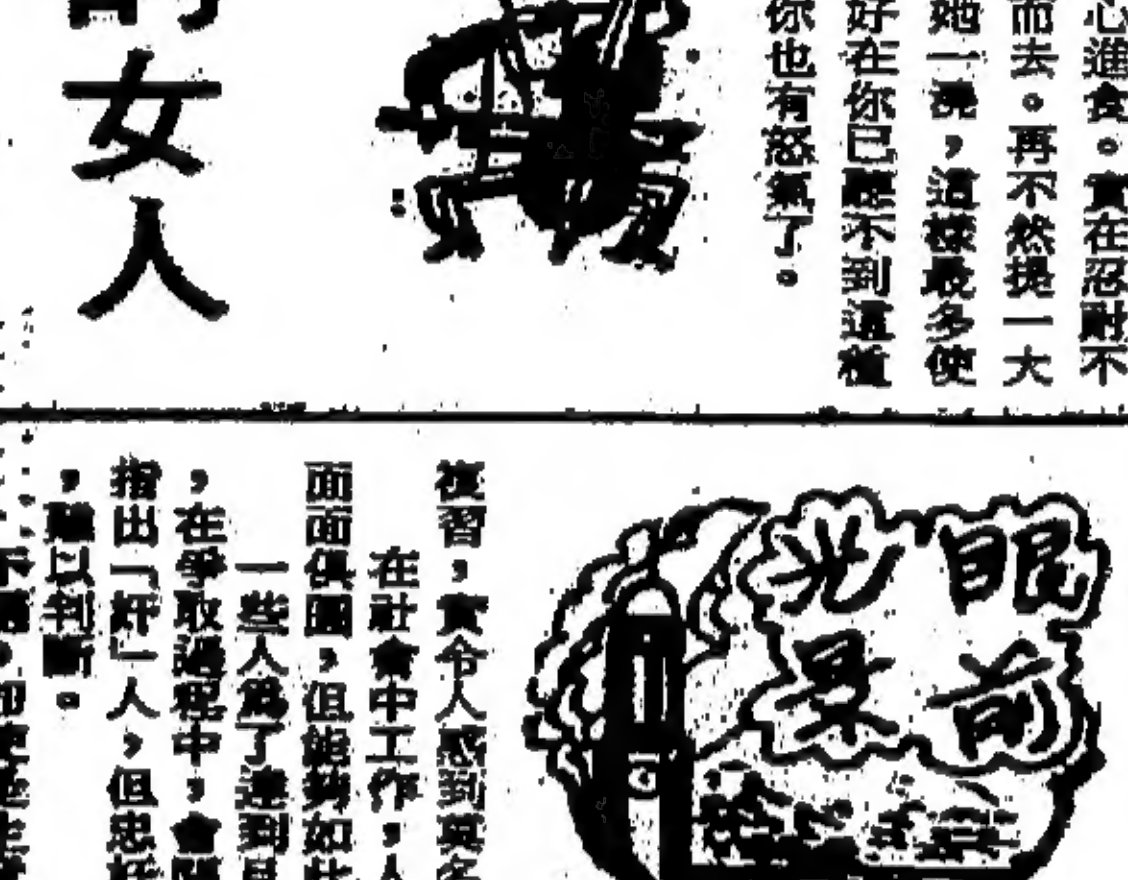 心進食。實在忍耐不
而去。再不然提一大
她一洗,這樣最多使
好在你已聽不到這種
你也有怒氣了。
女人
眼前
光景
複習,實令人感到莫名
在社會中工作,人
面面俱圓,但能夠如此
一些人為了達到目
,在爭取過程中,會
指出「奸」人,但忠奸
,難以判斷。